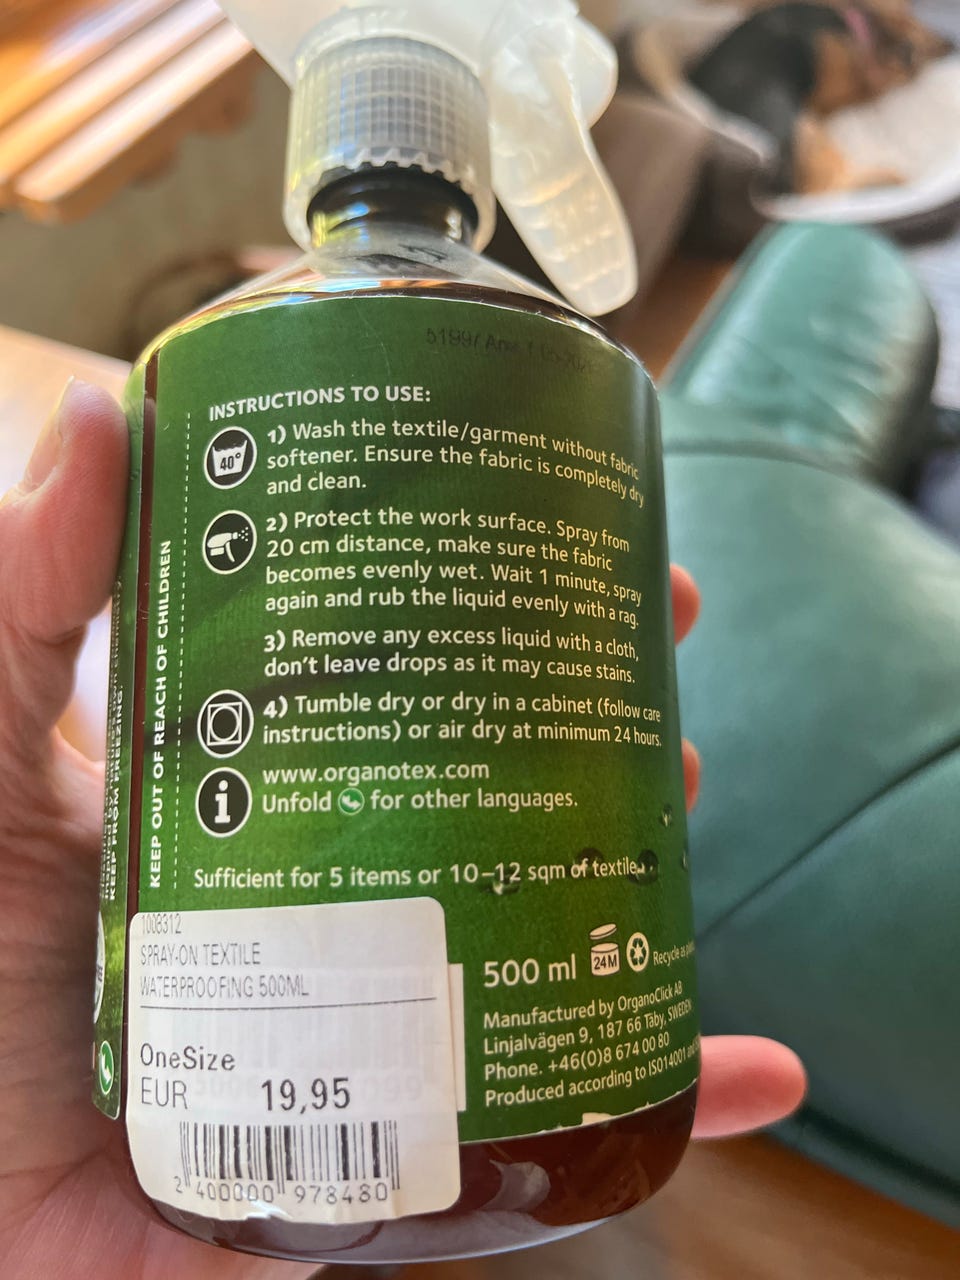 INSTRUCTIONS TO USE:
40°
1) Wash the textile/garment without fabric
softener. Ensure the fabric is completely dry
and clean.
2) Protect the work surface. Spray from
20 cm distance, make sure the fabric
becomes evenly wet. Wait 1 minute, spray
again and rub the liquid evenly with a rag.
3) Remove any excess liquid with a cloth,
don't leave drops as it may cause stains.
4) Tumble dry or dry in a cabinet (follow care
instructions) or air dry at minimum 24 hours.
i
www.organotex.com
Unfold for other languages.
Sufficient for 5 items or 10–12 sqm of textile.
KEEP OUT OF REACH OF CHILDREN
KEEP FROM FREEZING.
500 ml
24M
Recycle as
Manufactured by OrganoClick AB
Linjalvägen 9, 187 66 Täby, SWEDEN
Phone. +46(0)8 674 00 80
Produced according to ISO14001 and
1008312
SPRAY-ON TEXTILE
WATERPROOFING 500ML
OneSize
EUR 19,95
2 400000 978480